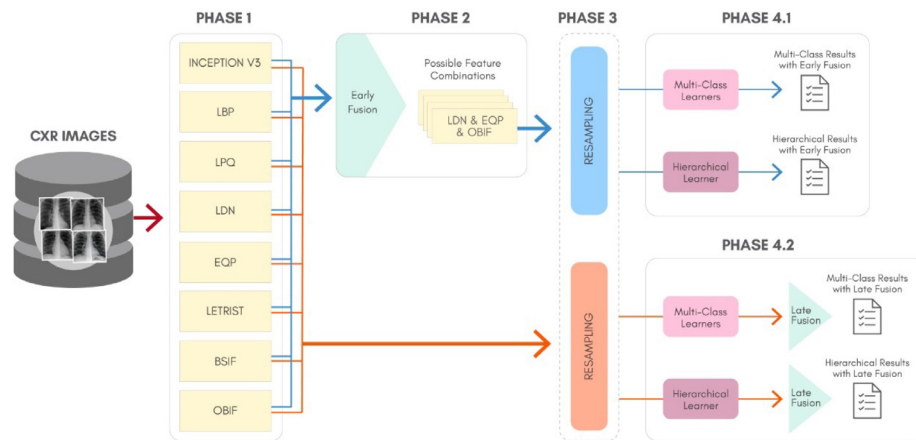 PHASE 1
PHASE 2
PHASE 3
PHASE 4.1
CXR IMAGES
INCEPTION V3
LBP
LPQ
LDN
EQP
LETRIST
BSIF
OBIF
Early
Fusion
Possible Feature
Combinations
LDN & EQP
& OBIF
RESAMPLING
Multi-Class
Learners
Multi-Class Results
with Early Fusion
Hierarchical
Learner
Hierarchical Results
with Early Fusion
PHASE 4.2
RESAMPLING
Multi-Class
Learners
Late
Fusion
Multi-Class Results
with Late Fusion
Hierarchical
Learner
Late
Fusion
Hierarchical Results
with Late Fusion